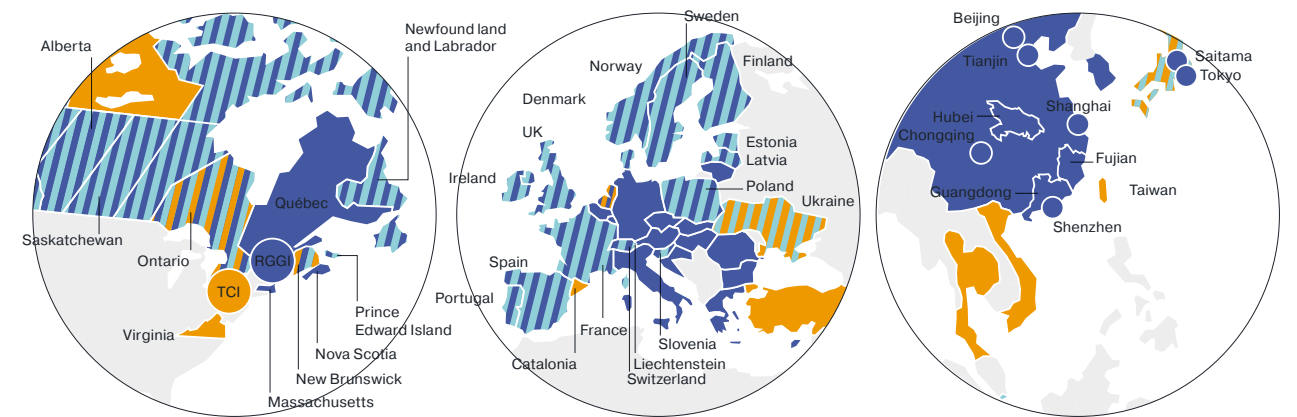 Alberta
Newfound land
and Labrador
Québec
Saskatchewan
Ontario
RGGI
TCI
Virginia
Prince
Edward Island
Nova Scotia
New Brunswick
Massachusetts
Sweden
Norway
Finland
Denmark
UK
Estonia
Latvia
Ireland
Poland
Ukraine
Spain
Portugal
France
Slovenia
Catalonia
Liechtenstein
Switzerland
Beijing
Tianjin
Saitama
Tokyo
Shanghai
Hubei
Chongqing
Fujian
Guangdong
Taiwan
Shenzhen